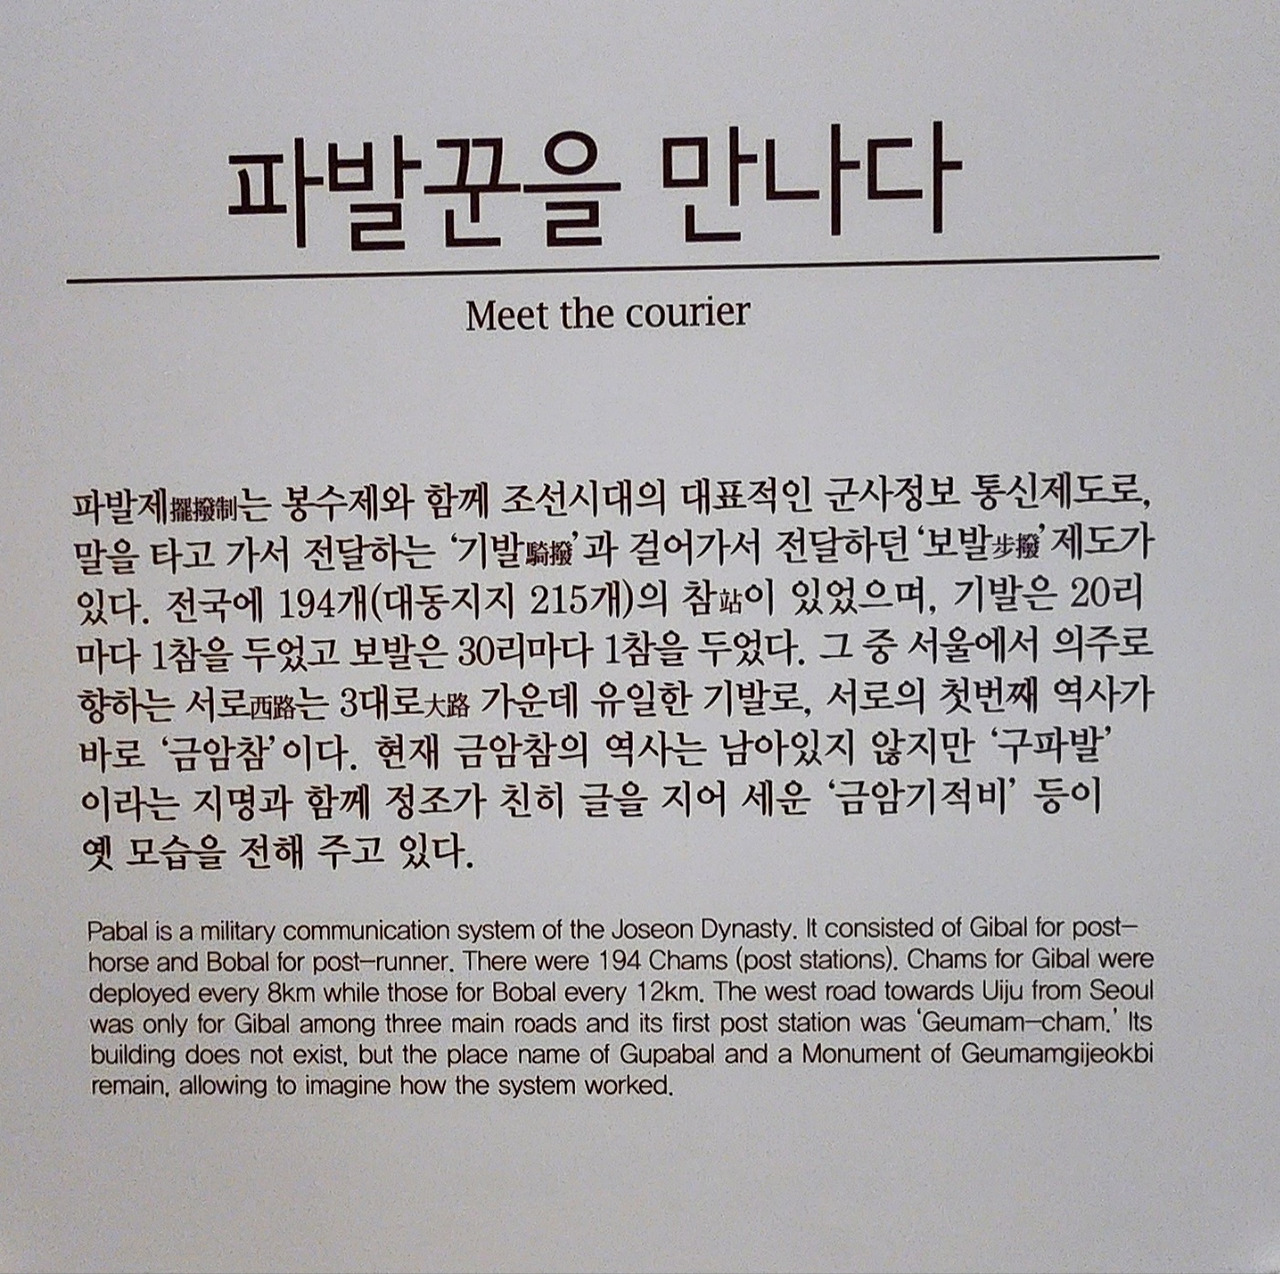 파발꾼을 만나다
Meet the courier
파발제擺撥制는 봉수제와 함께 조선시대의 대표적인 군사정보 통신제도로,
말을 타고 가서 전달하는 ‘기발騎撥’과 걸어가서 전달하던 ‘보발步撥’제도가
있다. 전국에 194개(대동지지 215개)의 참站이 있었으며, 기발은 20리
마다 1참을 두었고 보발은 30리마다 1참을 두었다. 그 중 서울에서 의주로
향하는 서로西路는 3대로大路 가운데 유일한 기발로, 서로의 첫번째 역사가
바로 ‘금암참’이다. 현재 금암참의 역사는 남아있지 않지만 ‘구파발’
이라는 지명과 함께 정조가 친히 글을 지어 세운 ‘금암기적비’ 등이
옛 모습을 전해 주고 있다.
Pabal is a military communication system of the Joseon Dynasty. It consisted of Gibal for post-
horse and Bobal for post-runner. There were 194 Chams (post stations). Chams for Gibal were
deployed every 8km while those for Bobal every 12km. The west road towards Uiju from Seoul
was only for Gibal among three main roads and its first post station was ‘Geumam-cham.’ Its
building does not exist, but the place name of Gupabal and a Monument of Geumamgijeokbi
remain, allowing to imagine how the system worked.